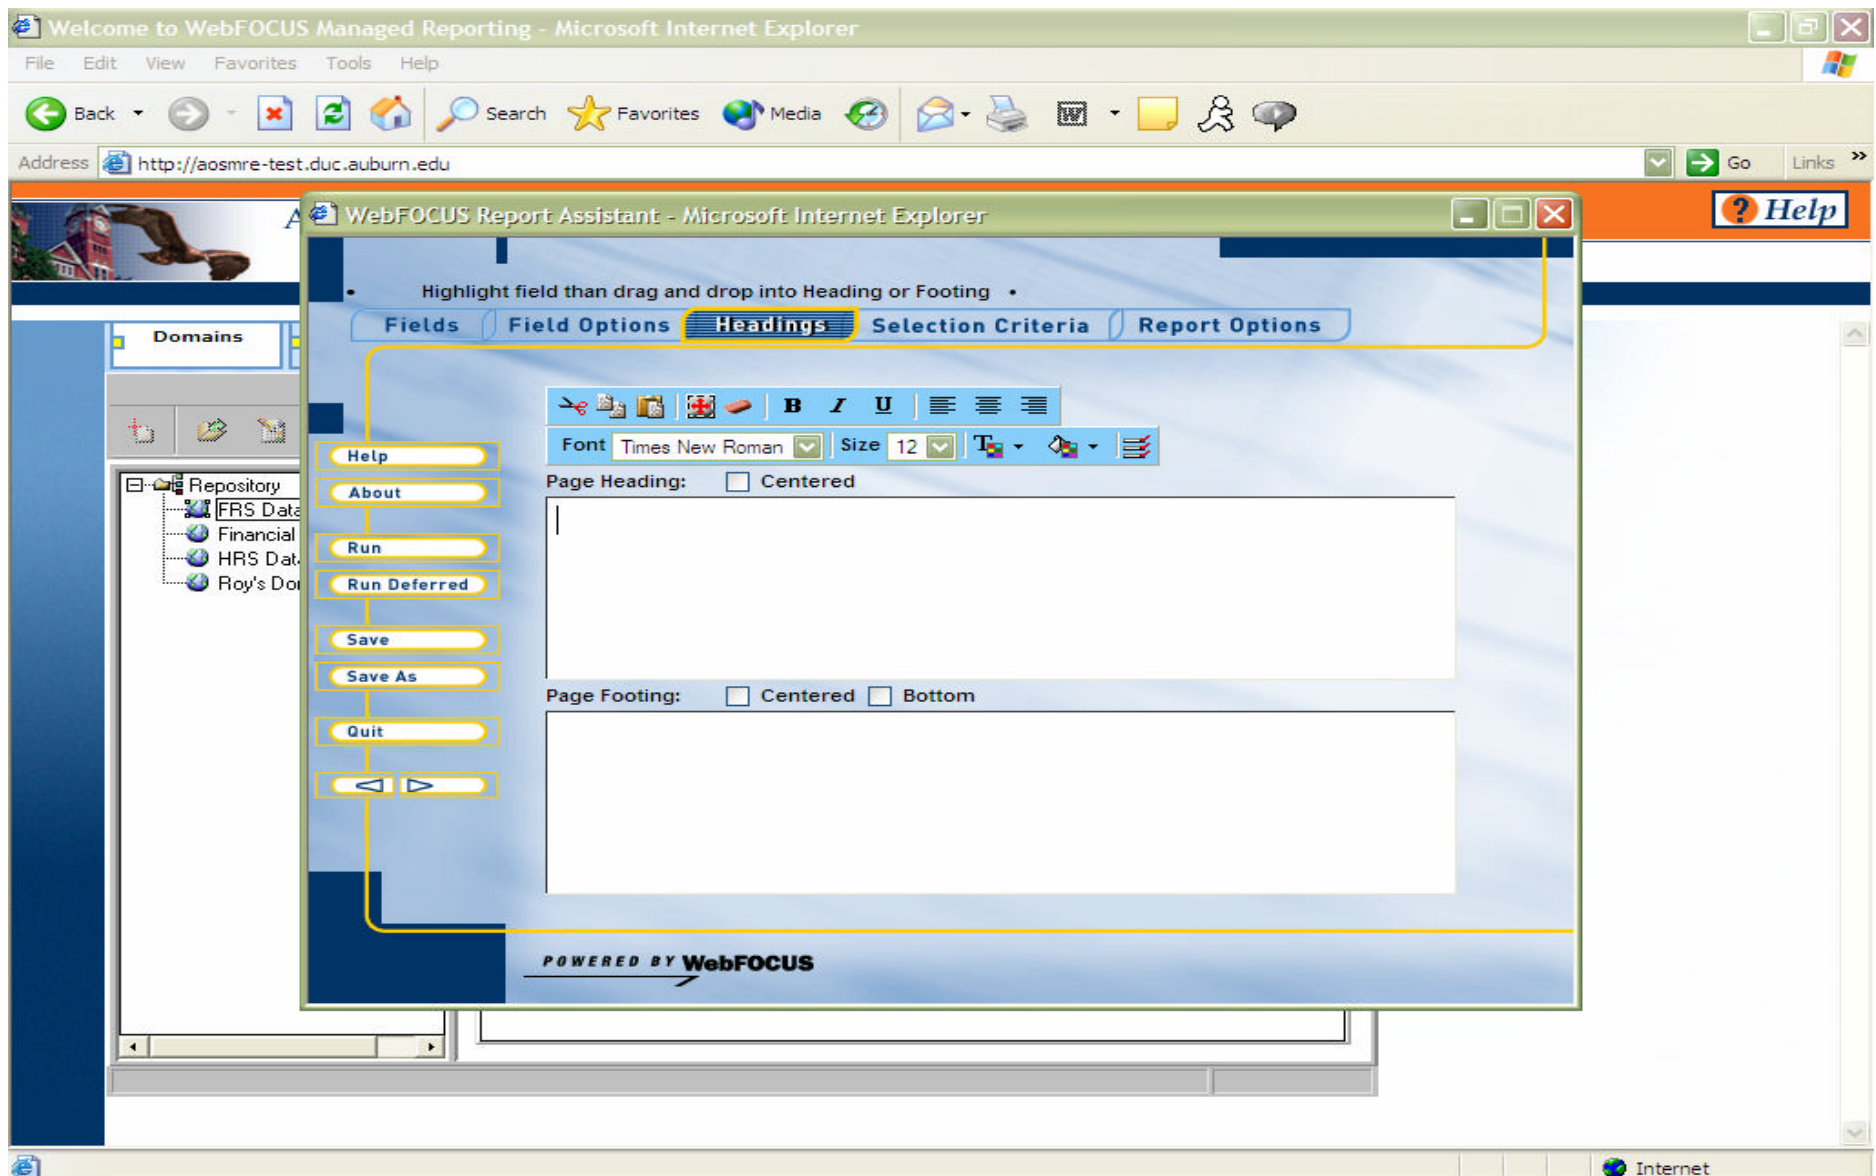 Welcome to WebFOCUS Managed Reporting - Microsoft Internet Explorer
File Edit View Favorites Tools Help
Back Search Favorites Media
Address http://aosmre-test.duc.auburn.edu Go Links »
A
Help
WebFOCUS Report Assistant - Microsoft Internet Explorer
• Highlight field than drag and drop into Heading or Footing •
Fields Field Options Headings Selection Criteria Report Options
Domains
B I U
Font Times New Roman Size 12
Help
Page Heading: Centered
Repository
About
FRS Data
Financial
HRS Dat
Roy's Do
Run
Run Deferred
Save
Save As
Page Footing: Centered Bottom
Quit
POWERED BY WebFOCUS
Internet